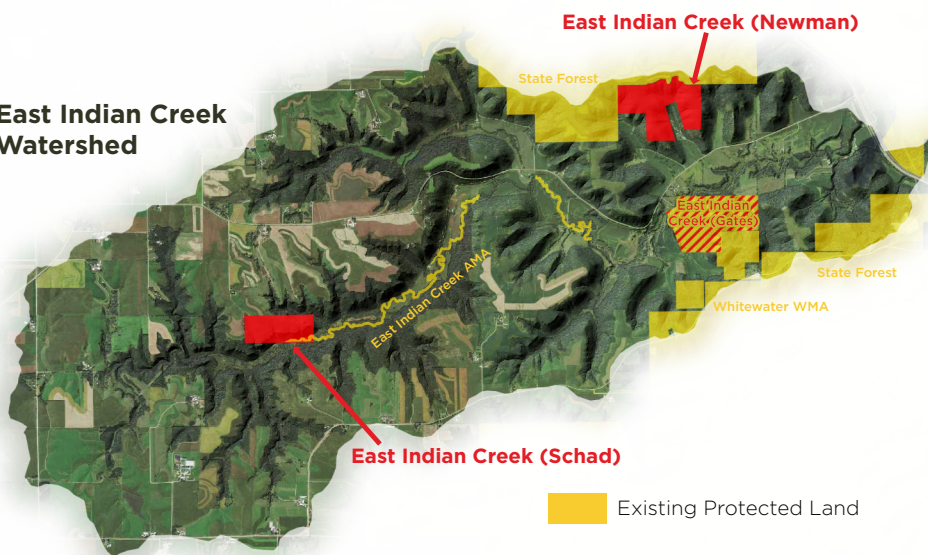 East Indian Creek (Newman)
State Forest
East Indian Creek
Watershed
East Indian
Creek (Gates)
East Indian Creek AMA
State Forest
Whitewater WMA
East Indian Creek (Schad)
Existing Protected Land